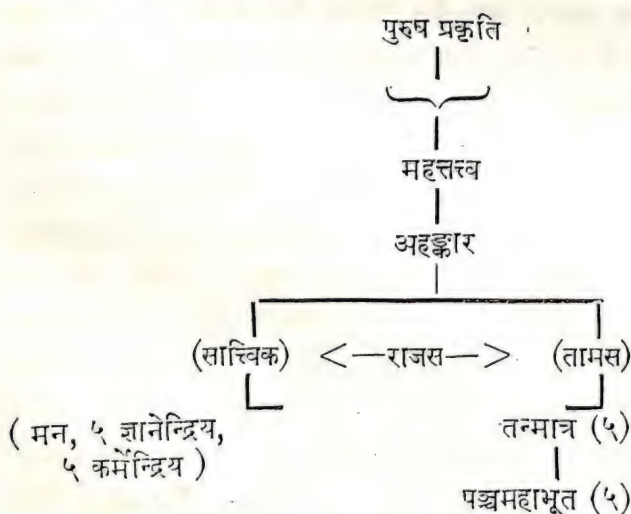 पुरुष प्रकृति
महत्तत्त्व
अहङ्कार
(सात्त्विक) <—राजस—> (तामस)
( मन, ५ ज्ञानेन्द्रिय,
५ कर्मेन्द्रिय )
तन्मात्र (५)
पञ्चमहाभूत (५)